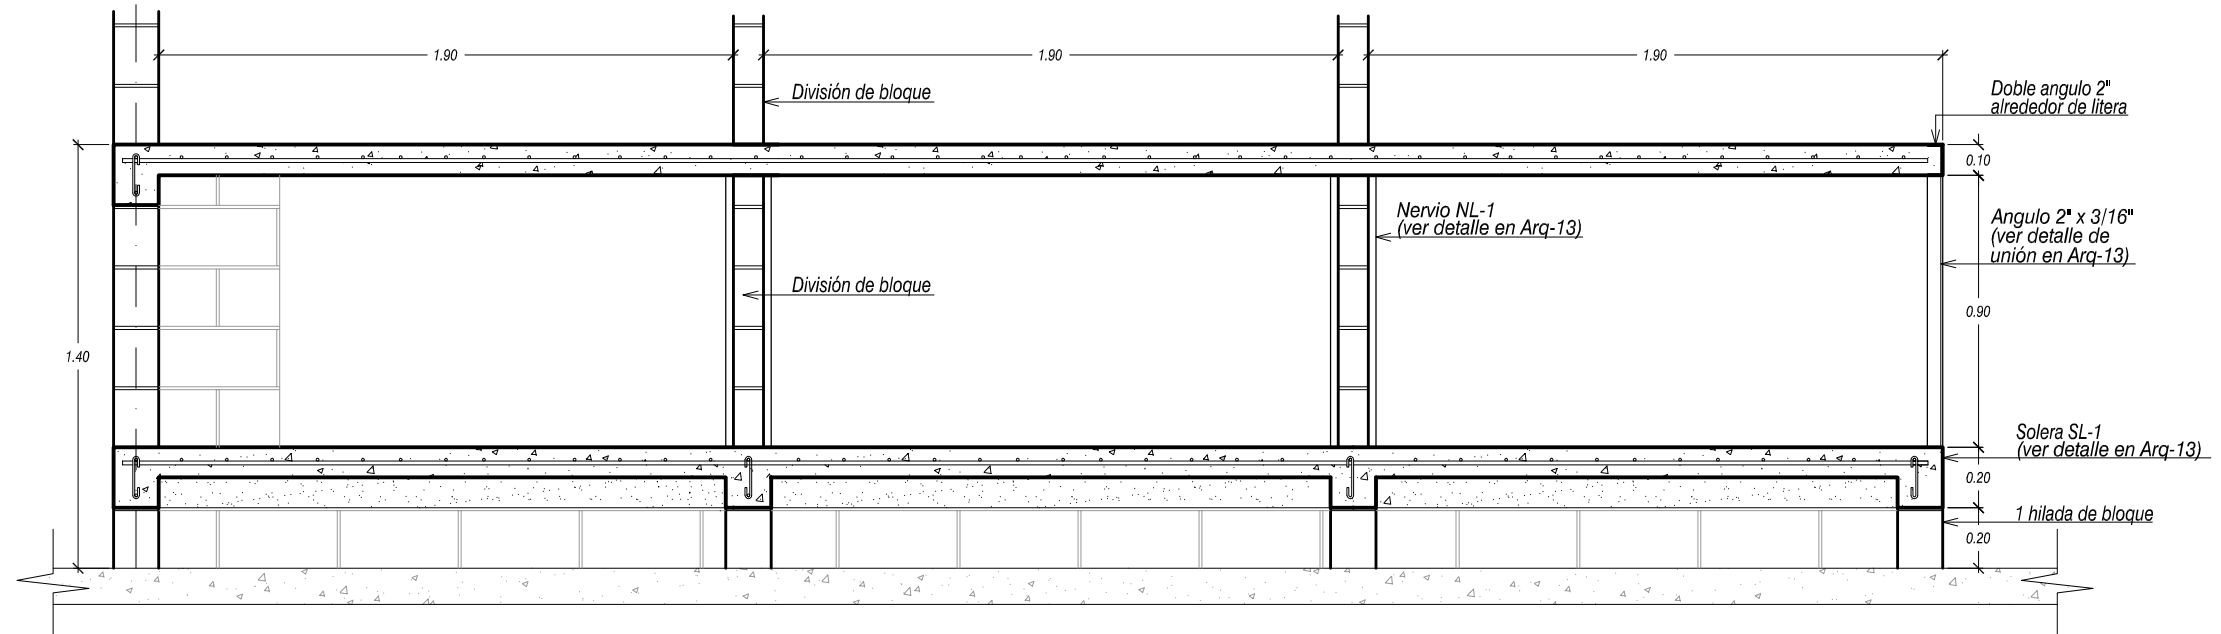 1.90
1.90
1.90
División de bloque
Doble angulo 2"
alrededor de litera
0.10
Nervio NL-1
(ver detalle en Arq-13)
Angulo 2" x 3/16"
(ver detalle de
unión en Arq-13)
División de bloque
0.90
1.40
Solera SL-1
(ver detalle en Arq-13)
0.20
1 hilada de bloque
0.20